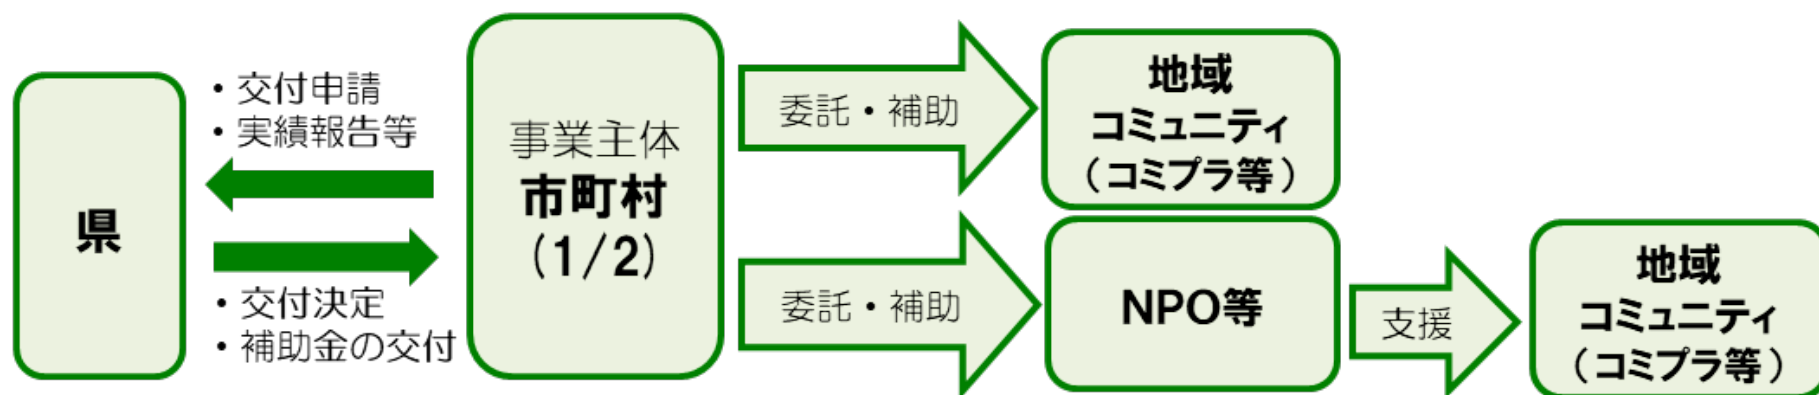 県
・交付申請
・実績報告等
・交付決定
・補助金の交付
事業主体
市町村
(1/2)
委託・補助
地域
コミュニティ
(コミプラ等)
委託・補助
NPO等
支援
地域
コミュニティ
(コミプラ等)